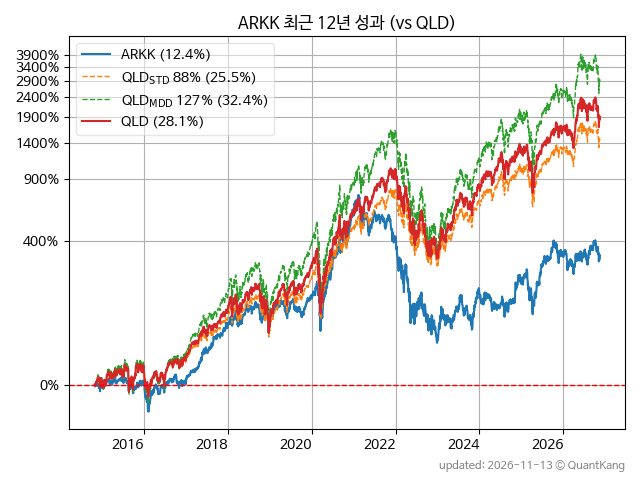 ARKK 최근 12년 성과 (vs QLD)
ARKK (12.4%)
QLD_STD 88% (25.5%)
QLD_MDD 127% (32.4%)
QLD (28.1%)
3900%
3400%
2900%
2400%
1900%
1400%
900%
400%
0%
2016 2018 2020 2022 2024 2026
updated: 2026-11-13 © QuantKang